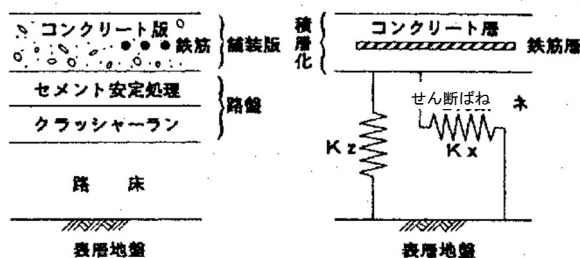 コンクリート版
鉄筋
舗装版
セメント安定処理
クラッシャーラン
路盤
路床
表層地盤
積層化
コンクリート層
鉄筋層
せん断ばね
ネ
Kz
Kx
表層地盤